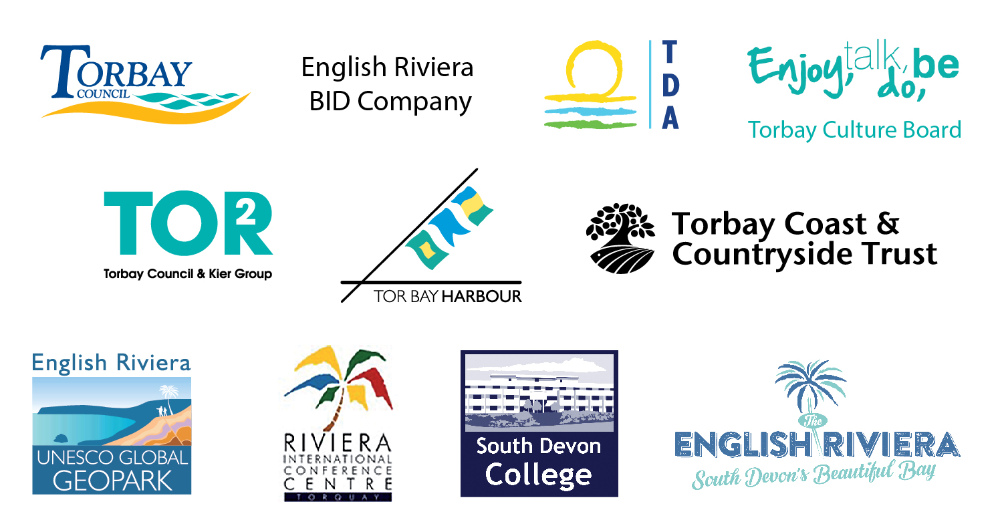 TORBAY
COUNCIL
English Riviera
BID Company
T
D
A
Enjoy, talk, do, be
Torbay Culture Board
TOR2
Torbay Council & Kier Group
TOR BAY HARBOUR
Torbay Coast &
Countryside Trust
English Riviera
UNESCO GLOBAL
GEOPARK
RIVIERA
INTERNATIONAL
CONFERENCE
CENTRE
TORQUAY
South Devon
College
The
ENGLISH RIVIERA
South Devon's Beautiful Bay